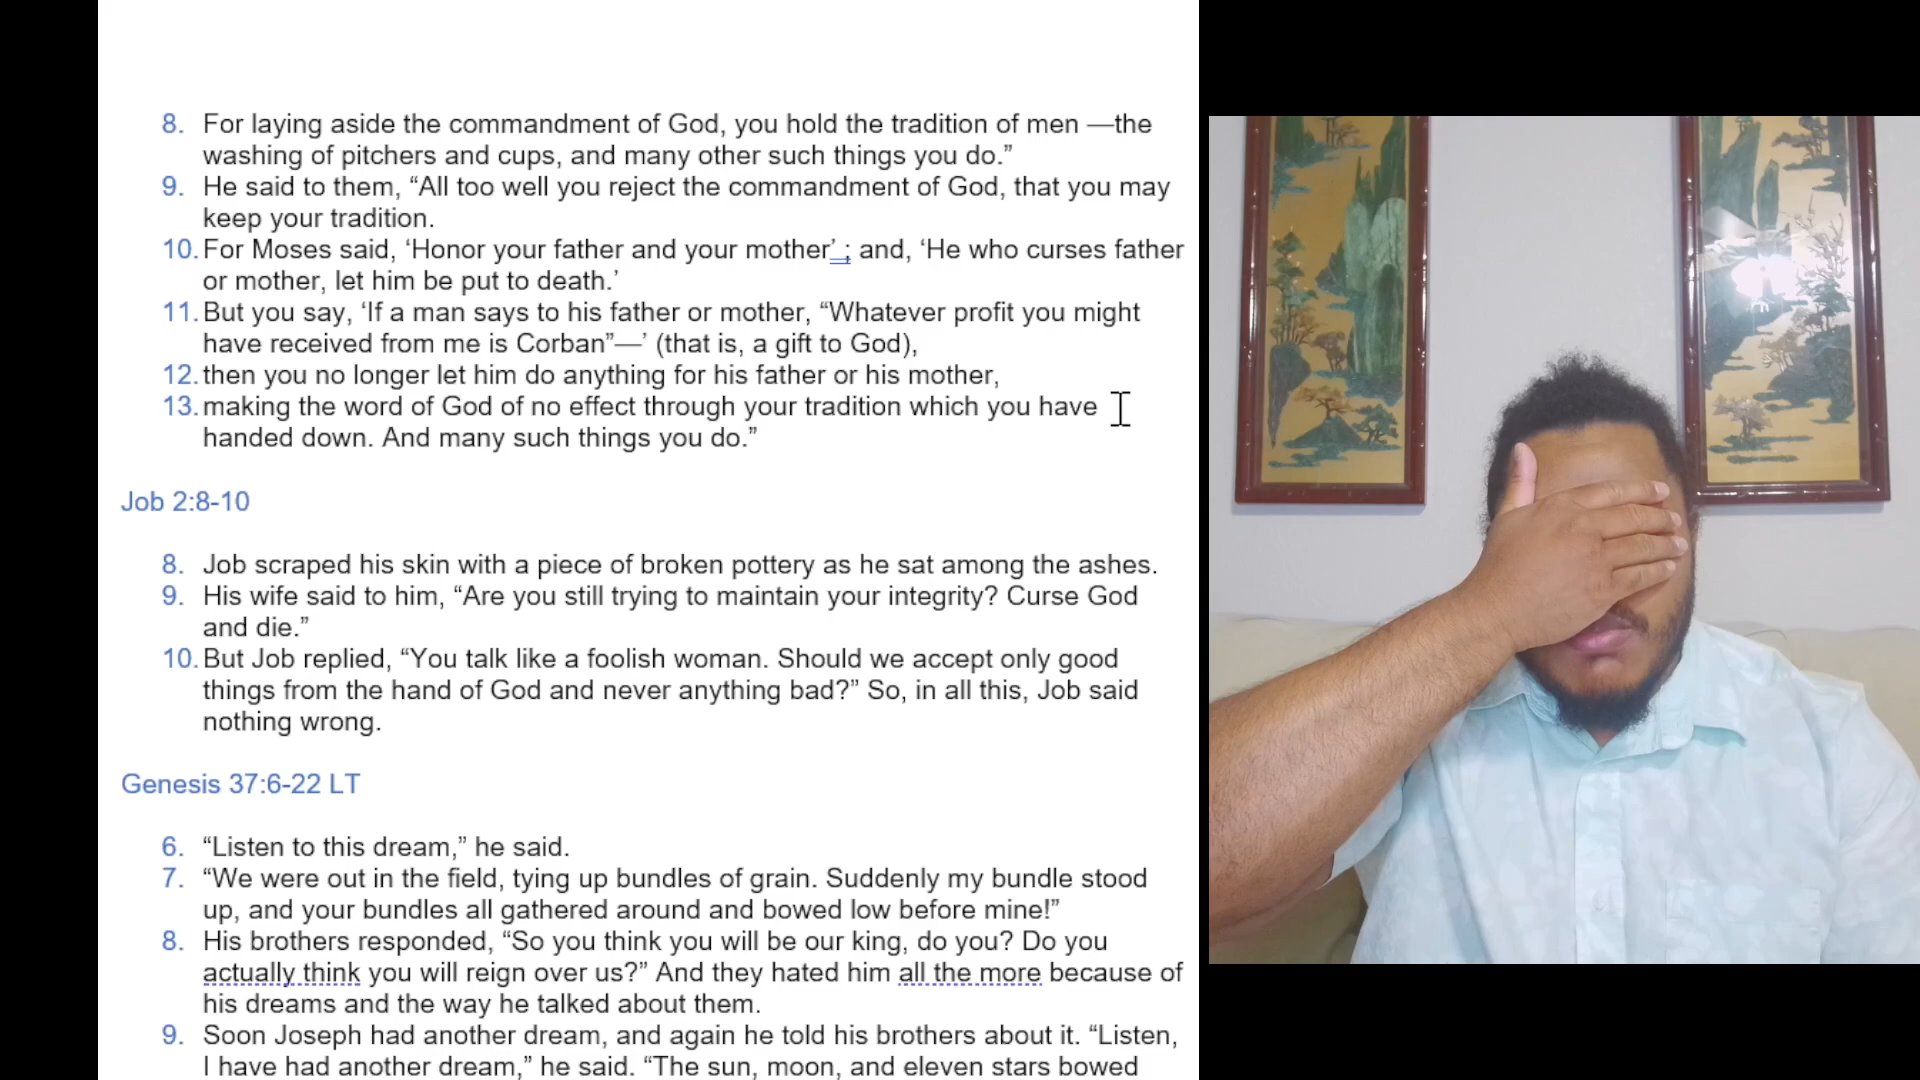 8. For laying aside the commandment of God, you hold the tradition of men —the
washing of pitchers and cups, and many other such things you do.”
9. He said to them, “All too well you reject the commandment of God, that you may
keep your tradition.
10. For Moses said, ‘Honor your father and your mother’ ; and, ‘He who curses father
or mother, let him be put to death.’
11. But you say, ‘If a man says to his father or mother, “Whatever profit you might
have received from me is Corban”—’ (that is, a gift to God),
12. then you no longer let him do anything for his father or his mother,
13. making the word of God of no effect through your tradition which you have
handed down. And many such things you do.”
Job 2:8-10
8. Job scraped his skin with a piece of broken pottery as he sat among the ashes.
9. His wife said to him, “Are you still trying to maintain your integrity? Curse God
and die.”
10. But Job replied, “You talk like a foolish woman. Should we accept only good
things from the hand of God and never anything bad?” So, in all this, Job said
nothing wrong.
Genesis 37:6-22 LT
6. “Listen to this dream,” he said.
7. “We were out in the field, tying up bundles of grain. Suddenly my bundle stood
up, and your bundles all gathered around and bowed low before mine!”
8. His brothers responded, “So you think you will be our king, do you? Do you
actually think you will reign over us?” And they hated him all the more because of
his dreams and the way he talked about them.
9. Soon Joseph had another dream, and again he told his brothers about it. “Listen,
I have had another dream,” he said. “The sun, moon, and eleven stars bowed